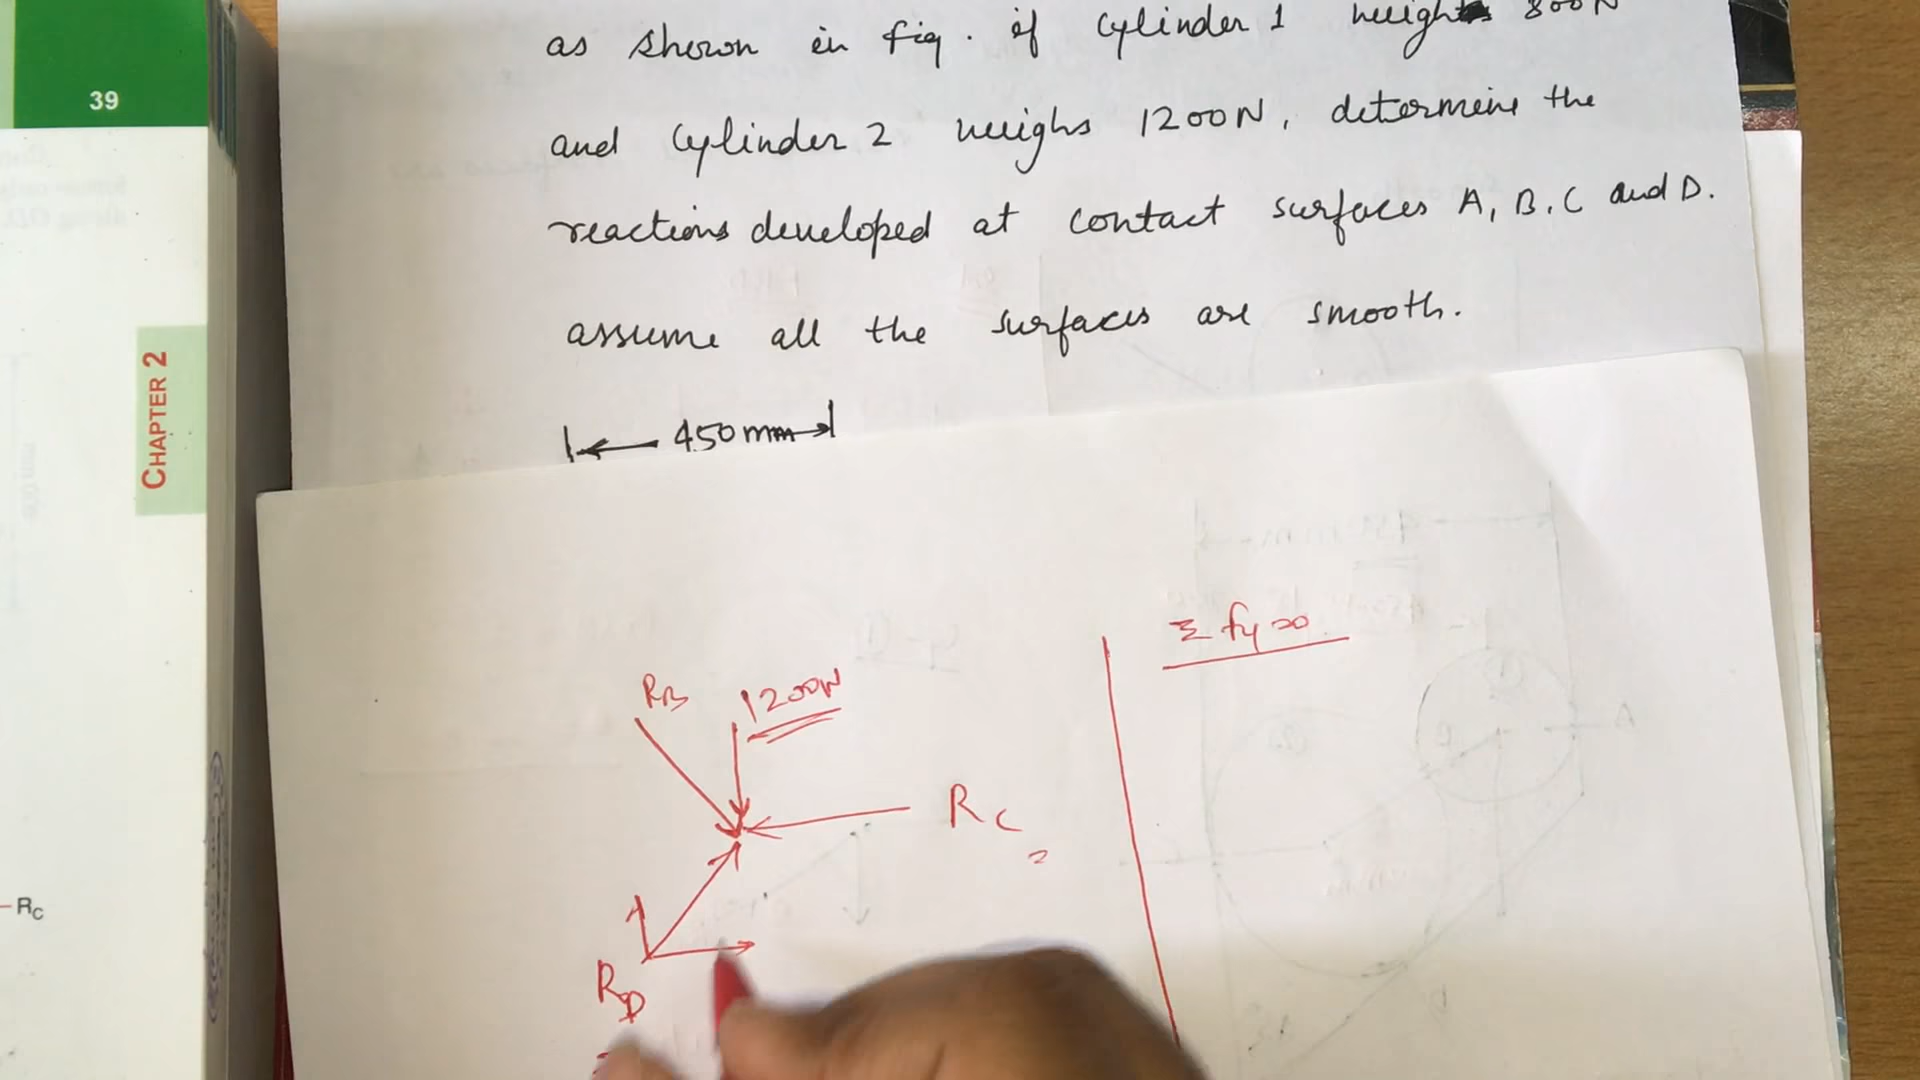 39
as shown in fig. if cylinder 1 weighs 800N
and cylinder 2 weighs 1200N, determine the
reactions developed at contact surfaces A, B, C and D.
assume all the surfaces are smooth.
CHAPTER 2
450mm
Σfy=0
RB
1200N
RC
RD
RC